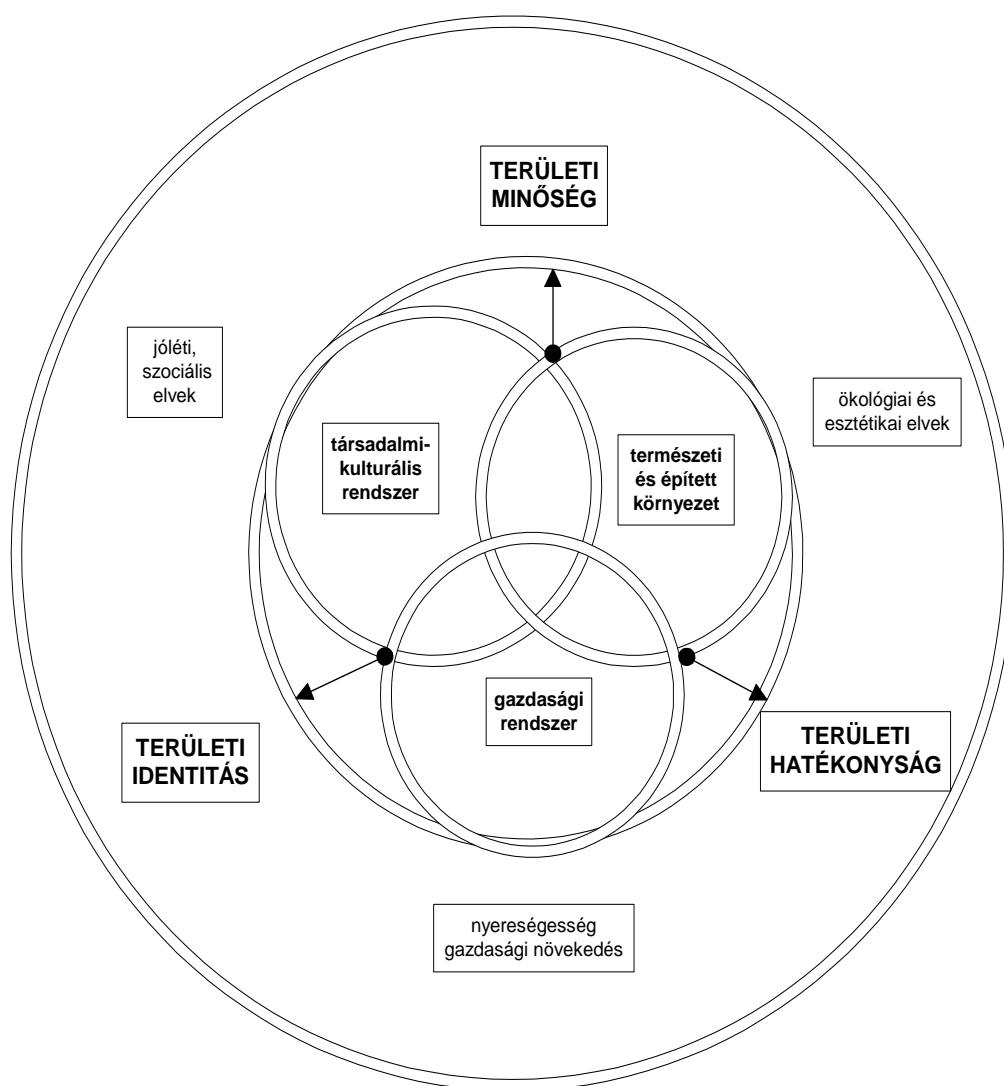 TERÜLETI
MINŐSÉG
jóléti,
szociális
elvek
ökológiai és
esztétikai elvek
társadalmi-
kulturális
rendszer
természeti
és épített
környezet
gazdasági
rendszer
TERÜLETI
IDENTITÁS
TERÜLETI
HATÉKONYSÁG
nyereségesség
gazdasági növekedés